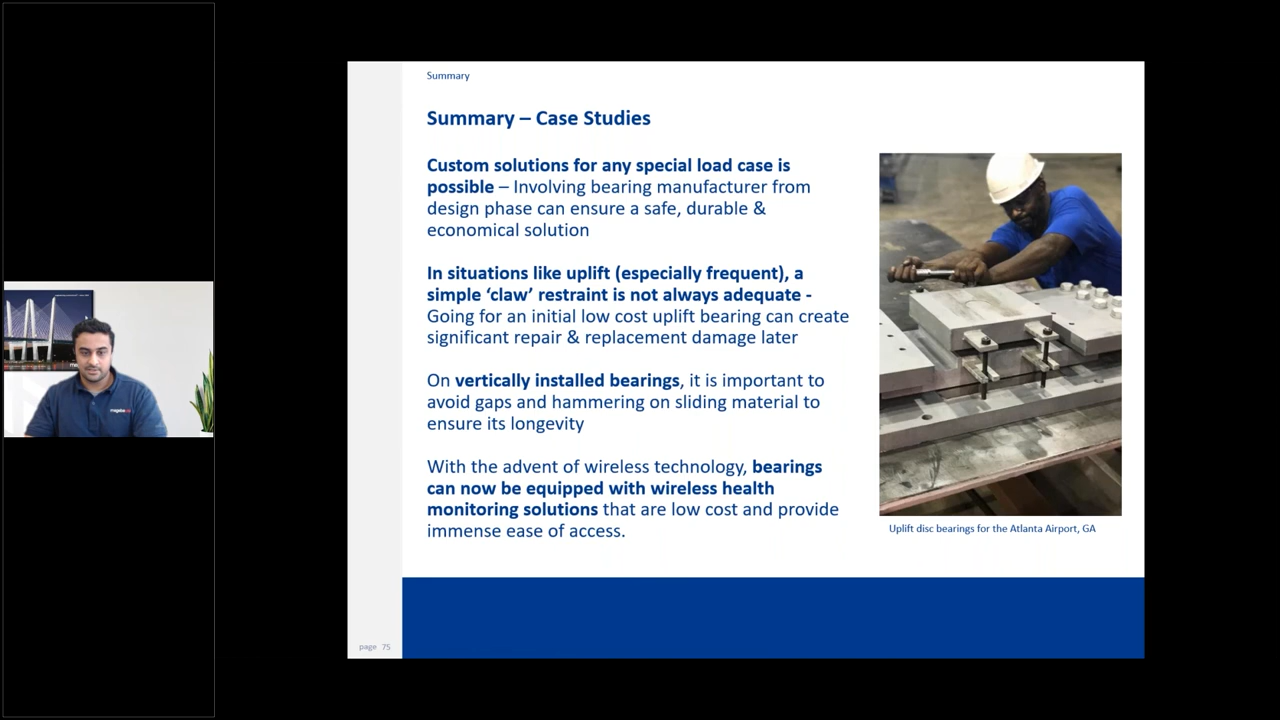 Summary
Summary – Case Studies
Custom solutions for any special load case is
possible – Involving bearing manufacturer from
design phase can ensure a safe, durable &
economical solution
In situations like uplift (especially frequent), a
simple ‘claw’ restraint is not always adequate -
Going for an initial low cost uplift bearing can create
significant repair & replacement damage later
On vertically installed bearings, it is important to
avoid gaps and hammering on sliding material to
ensure its longevity
With the advent of wireless technology, bearings
can now be equipped with wireless health
monitoring solutions that are low cost and provide
immense ease of access.
Uplift disc bearings for the Atlanta Airport, GA
page 75